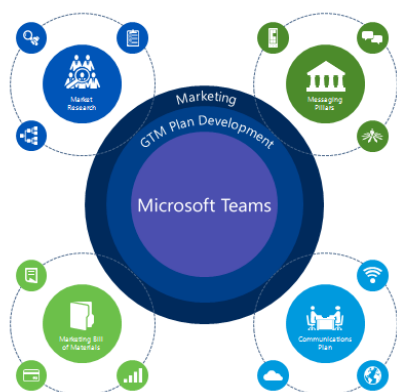 Market
Research
Messaging
Pillars
Marketing
GTM Plan Development
Microsoft Teams
Marketing Bill
of Materials
Communications
Plan